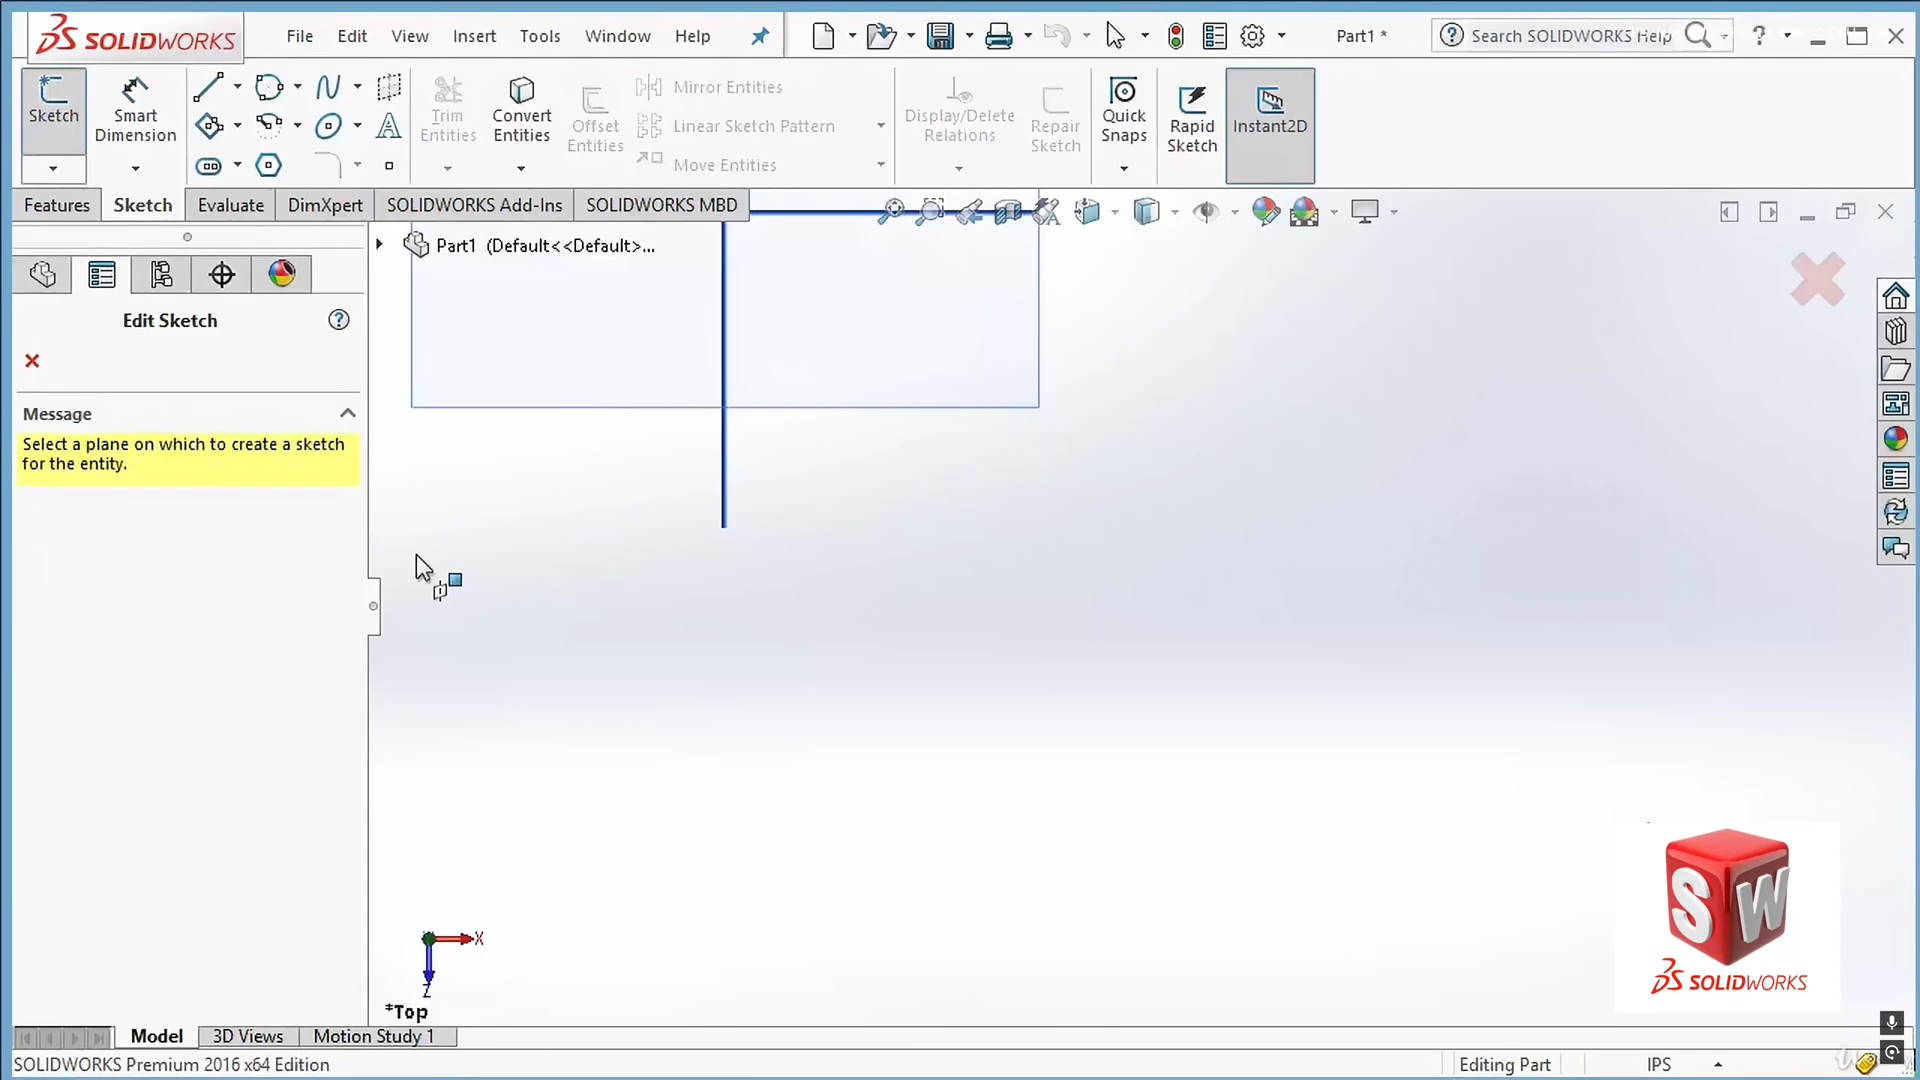 SOLIDWORKS File Edit View Insert Tools Window Help Part1 * Search SOLIDWORKS Help ?
Sketch Smart Dimension Trim Entities Convert Entities Offset Entities Mirror Entities Display/Delete Relations Repair Sketch Quick Snaps Rapid Sketch Instant2D
Linear Sketch Pattern
Move Entities
Features Sketch Evaluate DimXpert SOLIDWORKS Add-Ins SOLIDWORKS MBD
Part1 (Default<<Default>...
Edit Sketch ?
Message
Select a plane on which to create a sketch
for the entity.
X
Z
*Top
SW
SOLIDWORKS
Model 3D Views Motion Study 1
SOLIDWORKS Premium 2016 x64 Edition Editing Part IPS